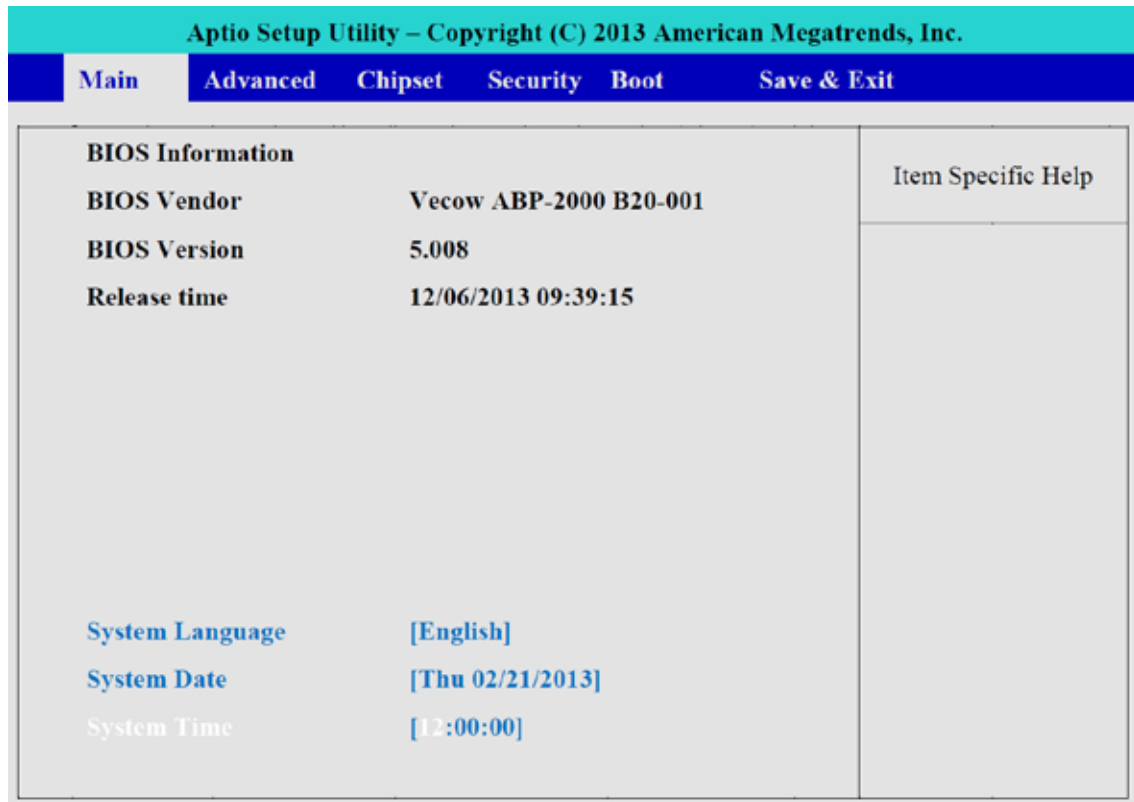 Aptio Setup Utility – Copyright (C) 2013 American Megatrends, Inc.
Main Advanced Chipset Security Boot Save & Exit
BIOS Information
Item Specific Help
BIOS Vendor Vecow ABP-2000 B20-001
BIOS Version 5.008
Release time 12/06/2013 09:39:15
System Language [English]
System Date [Thu 02/21/2013]
System Time [12:00:00]